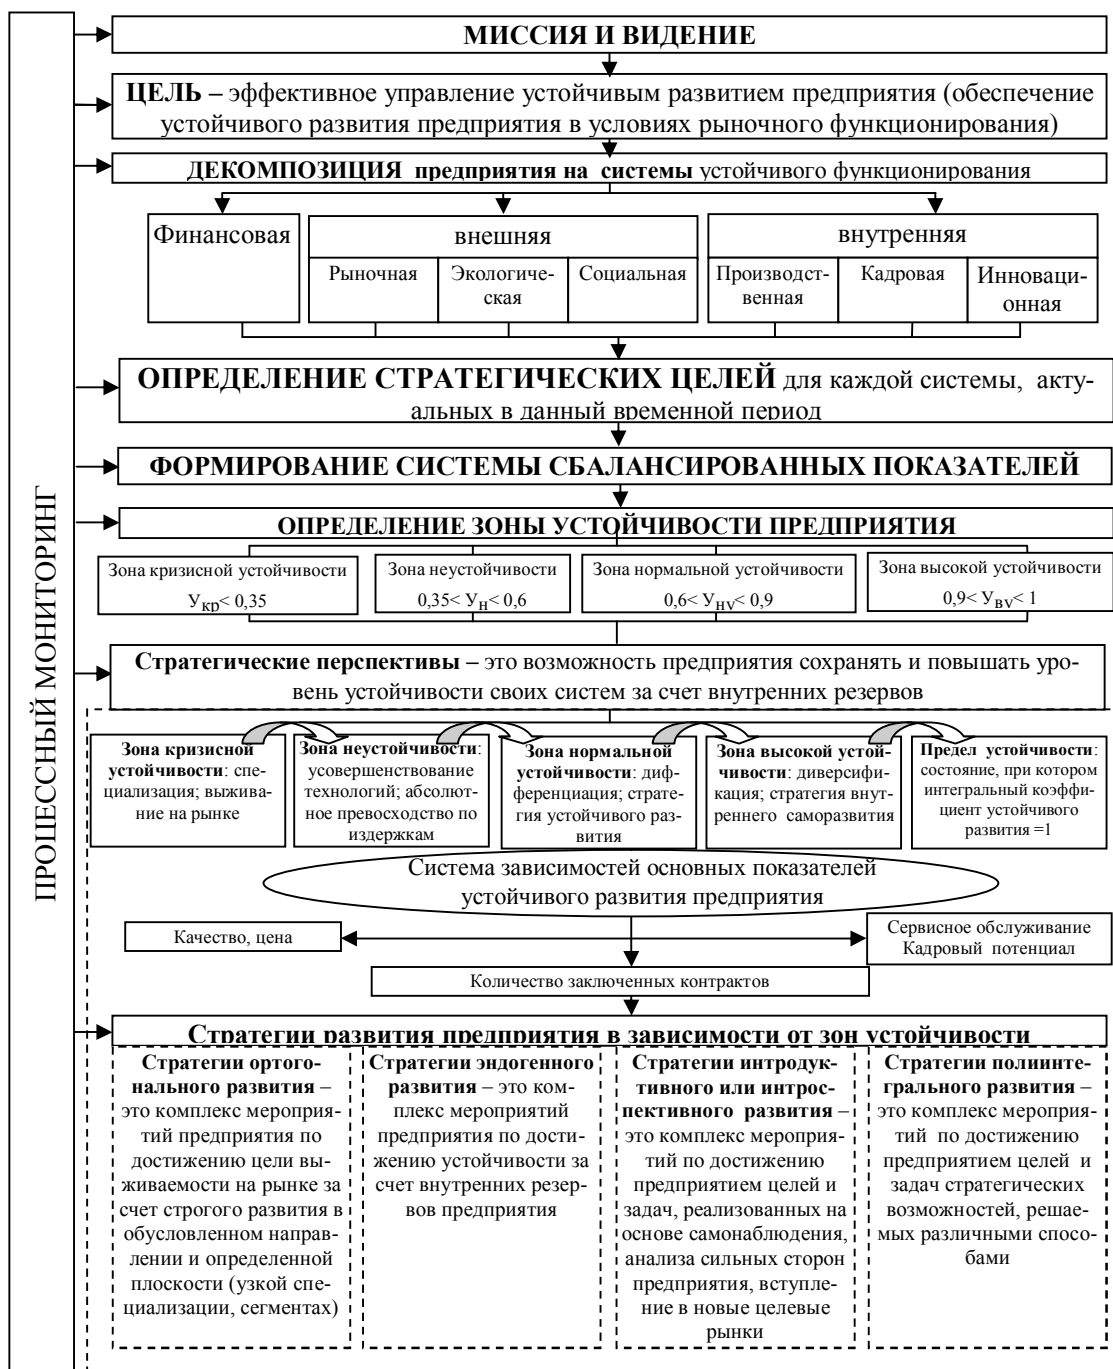 ПРОЦЕССНЫЙ МОНИТОРИНГ
МИССИЯ И ВИДЕНИЕ
ЦЕЛЬ – эффективное управление устойчивым развитием предприятия (обеспечение
устойчивого развития предприятия в условиях рыночного функционирования)
ДЕКОМПОЗИЦИЯ предприятия на системы устойчивого функционирования
Финансовая
внешняя
Рыночная
Экологиче-
ская
Социальная
внутренняя
Производст-
венная
Кадровая
Инноваци-
онная
ОПРЕДЕЛЕНИЕ СТРАТЕГИЧЕСКИХ ЦЕЛЕЙ для каждой системы, акту-
альных в данный временной период
ФОРМИРОВАНИЕ СИСТЕМЫ СБАЛАНСИРОВАННЫХ ПОКАЗАТЕЛЕЙ
ОПРЕДЕЛЕНИЕ ЗОНЫ УСТОЙЧИВОСТИ ПРЕДПРИЯТИЯ
Зона кризисной устойчивости
Укр< 0,35
Зона неустойчивости
0,35< Ун< 0,6
Зона нормальной устойчивости
0,6< Уну< 0,9
Зона высокой устойчивости
0,9< Уву< 1
Стратегические перспективы – это возможность предприятия сохранять и повышать уро-
вень устойчивости своих систем за счет внутренних резервов
Зона кризисной
устойчивости: спе-
циализация; выжива-
ние на рынке
Зона неустойчивости:
усовершенствование
технологий; абсолют-
ное превосходство по
издержкам
Зона нормальной
устойчивости: диф-
ференциация; страте-
гия устойчивого раз-
вития
Зона высокой устой-
чивости: диверсифи-
кация; стратегия внут-
реннего саморазвития
Предел устойчивости:
состояние, при котором
интегральный коэффи-
циент устойчивого
развития =1
Система зависимостей основных показателей
устойчивого развития предприятия
Качество, цена
Сервисное обслуживание
Кадровый потенциал
Количество заключенных контрактов
Стратегии развития предприятия в зависимости от зон устойчивости
Стратегии ортого-
нального развития –
это комплекс мероприя-
тий предприятия по
достижению цели вы-
живаемости на рынке за
счет строгого развития в
обусловленном направ-
лении и определенной
плоскости (узкой спе-
циализации, сегментах)
Стратегии эндогенного
развития – это ком-
плекс мероприятий
предприятия по дости-
жению устойчивости за
счет внутренних резер-
вов предприятия
Стратегии интродук-
тивного или интрос-
пективного развития –
это комплекс мероприя-
тий по достижению
предприятием целей и
задач, реализованных на
основе самонаблюдения,
анализа сильных сторон
предприятия, вступле-
ние в новые целевые
рынки
Стратегии полиинте-
грального развития –
это комплекс мероприя-
тий по достижению
предприятием целей и
задач стратегических
возможностей, решае-
мых различными спосо-
бами